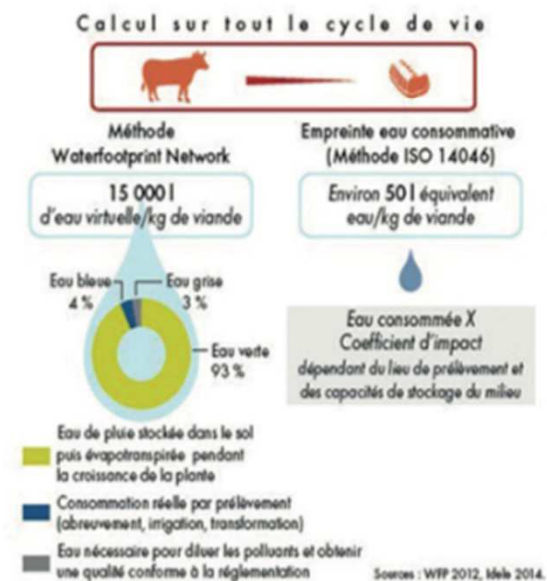 Calcul sur tout le cycle de vie
Méthode
Waterfootprint Network
15 000 l
d'eau virtuelle/kg de viande
Eau bleue
4 %
Eau grise
3 %
Eau verte
93 %
Empreinte eau consommative
(Méthode ISO 14046)
Environ 50 l équivalent
eau/kg de viande
Eau consommée X
Coefficient d'impact
dépendant du lieu de prélèvement et
des capacités de stockage du milieu
Eau de pluie stockée dans le sol
puis évapotranspirée pendant
la croissance de la plante
Consommation réelle par prélèvement
(abreuvement, irrigation, transformation)
Eau nécessaire pour diluer les polluants et obtenir
une qualité conforme à la réglementation
Sources : WFP 2012, Idele 2014